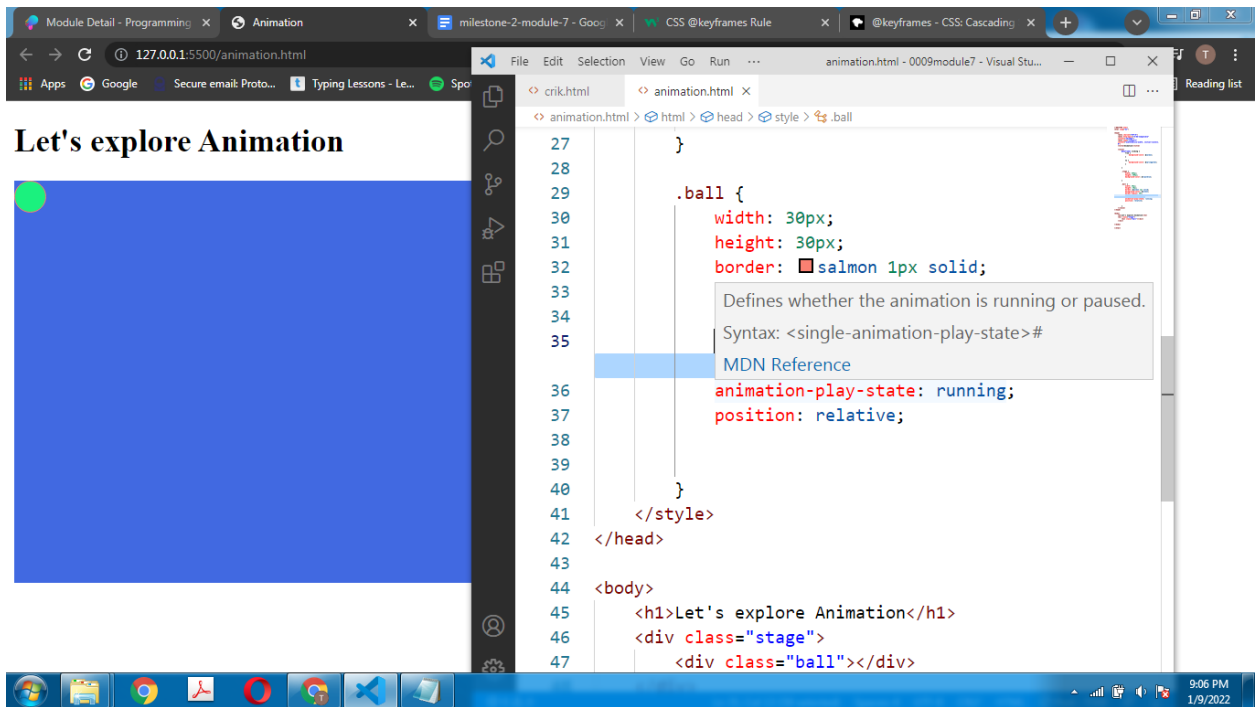 Module Detail - Programming
Animation
milestone-2-module-7 - Goog
CSS @keyframes Rule
@keyframes - CSS: Cascading
127.0.0.1:5500/animation.html
T
Apps
Google
Secure email: Proto...
t
Typing Lessons - Le...
Spo
Reading list
Let's explore Animation
File Edit Selection View Go Run ...
animation.html - 0009module7 - Visual Stu...
crik.html
animation.html
animation.html > html > head > style > .ball
27 }
28
29 .ball {
30 width: 30px;
31 height: 30px;
32 border: salmon 1px solid;
33
34
35
Defines whether the animation is running or paused.
Syntax: <single-animation-play-state>#
MDN Reference
36 animation-play-state: running;
37 position: relative;
38
39
40 }
41 </style>
42 </head>
43
44 <body>
45 <h1>Let's explore Animation</h1>
46 <div class="stage">
47 <div class="ball"></div>
9:06 PM
1/9/2022